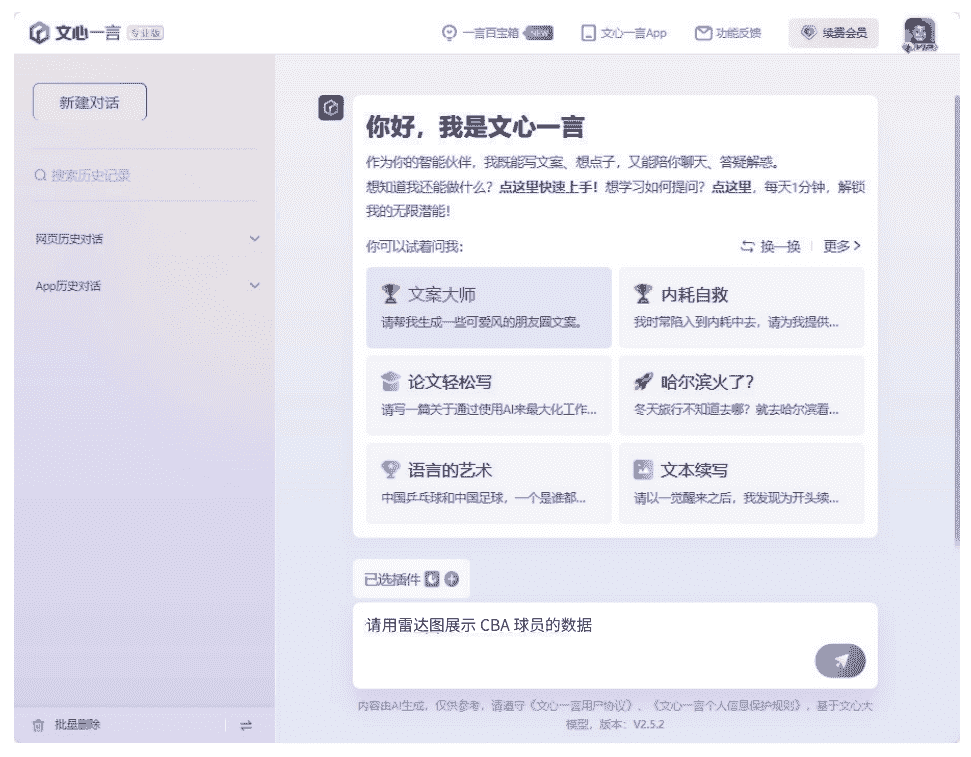 文心一言 专业版
一言百宝箱 NEW
文心一言App
功能反馈
续费会员
VIP
新建对话
搜索历史记录
网页历史对话
App历史对话
批量删除
你好，我是文心一言
作为你的智能伙伴，我既能写文案、想点子，又能陪你聊天、答疑解惑。
想知道我还能做什么？点这里快速上手！想学习如何提问？点这里，每天1分钟，解锁
我的无限潜能！
你可以试着问我：
换一换
更多
文案大师
请帮我生成一些可爱风的朋友圈文案。
内耗自救
我时常陷入到内耗中去，请为我提供...
论文轻松写
请写一篇关于通过使用AI来最大化工作...
哈尔滨火了？
冬天旅行不知道去哪？就去哈尔滨看...
语言的艺术
中国乒乓球和中国足球，一个是谁都...
文本续写
请以一觉醒来之后，我发现为开头续...
已选插件
请用雷达图展示 CBA 球员的数据
内容由AI生成，仅供参考，请遵守《文心一言用户协议》、《文心一言个人信息保护规则》，基于文心大
模型，版本：V2.5.2